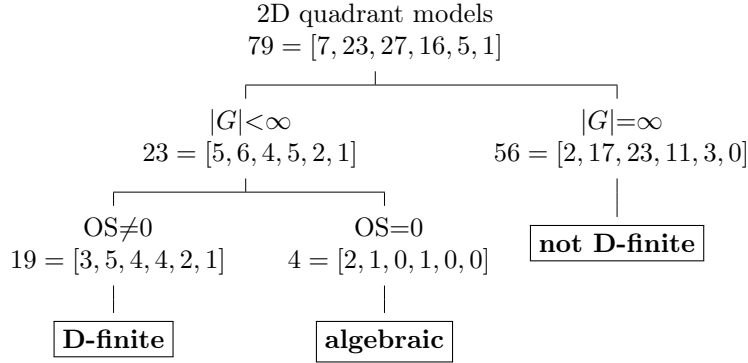 2D quadrant models
79 = [7, 23, 27, 16, 5, 1]
|G|<∞
|G|=∞
23 = [5, 6, 4, 5, 2, 1]
56 = [2, 17, 23, 11, 3, 0]
OS≠0
OS=0
19 = [3, 5, 4, 4, 2, 1]
4 = [2, 1, 0, 1, 0, 0]
not D-finite
D-finite
algebraic